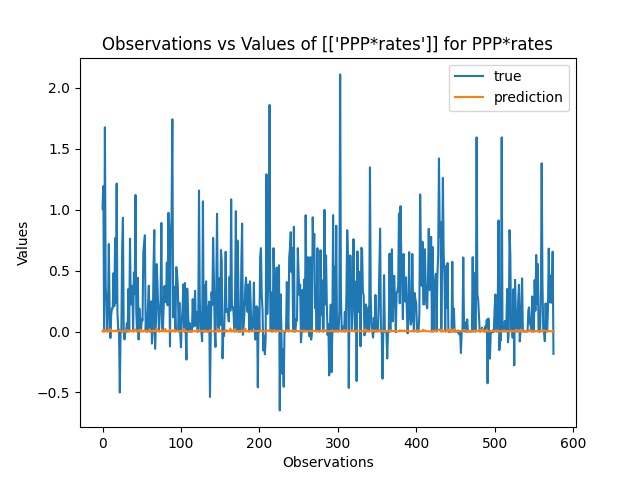 Observations vs Values of [['PPP*rates']] for PPP*rates
true
prediction
Values
2.0
1.5
1.0
0.5
0.0
−0.5
0 100 200 300 400 500 600
Observations